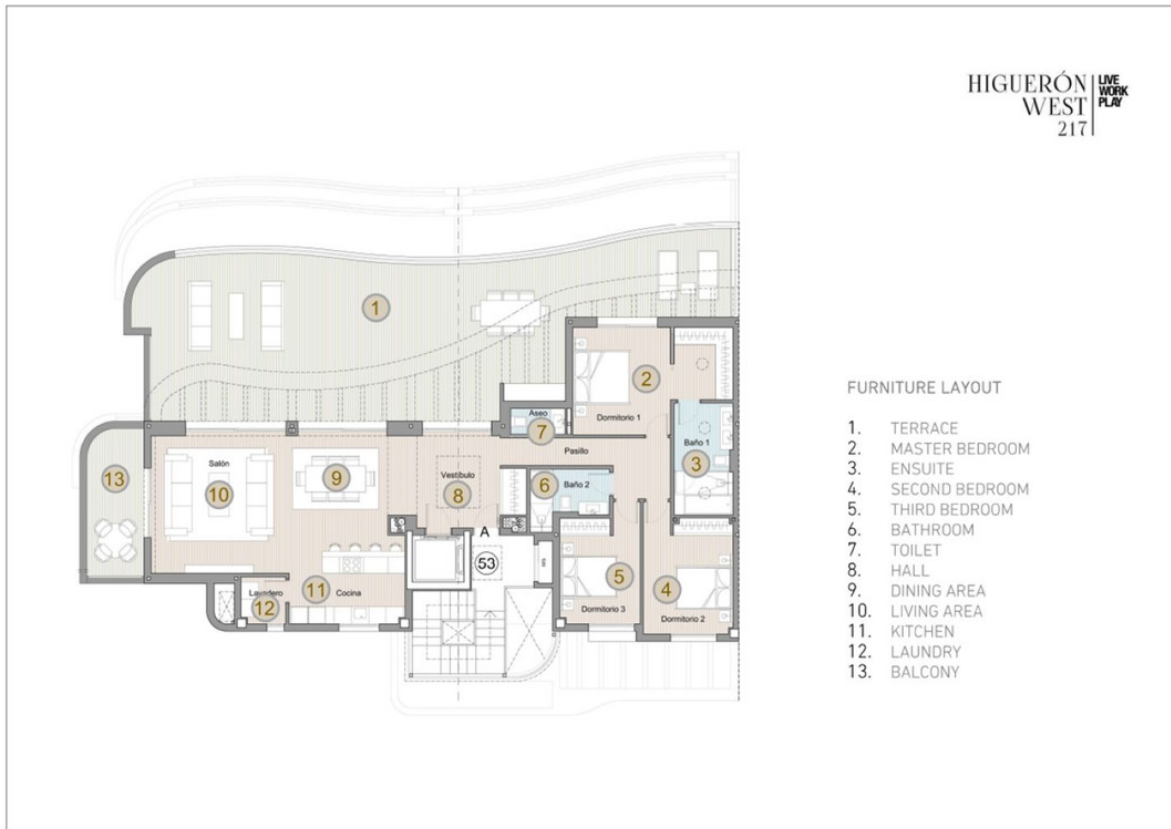 HIGUERÓN
WEST
217
LIVE
WORK
PLAY
1
2
Dormitorio 1
Aseo
7
Baño 1
3
Pasillo
13
Salón
10
9
Vestíbulo
8
6
Baño 2
A
53
5
Dormitorio 3
4
Dormitorio 2
11
Cocina
Lavadero
12
FURNITURE LAYOUT
1. TERRACE
2. MASTER BEDROOM
3. ENSUITE
4. SECOND BEDROOM
5. THIRD BEDROOM
6. BATHROOM
7. TOILET
8. HALL
9. DINING AREA
10. LIVING AREA
11. KITCHEN
12. LAUNDRY
13. BALCONY